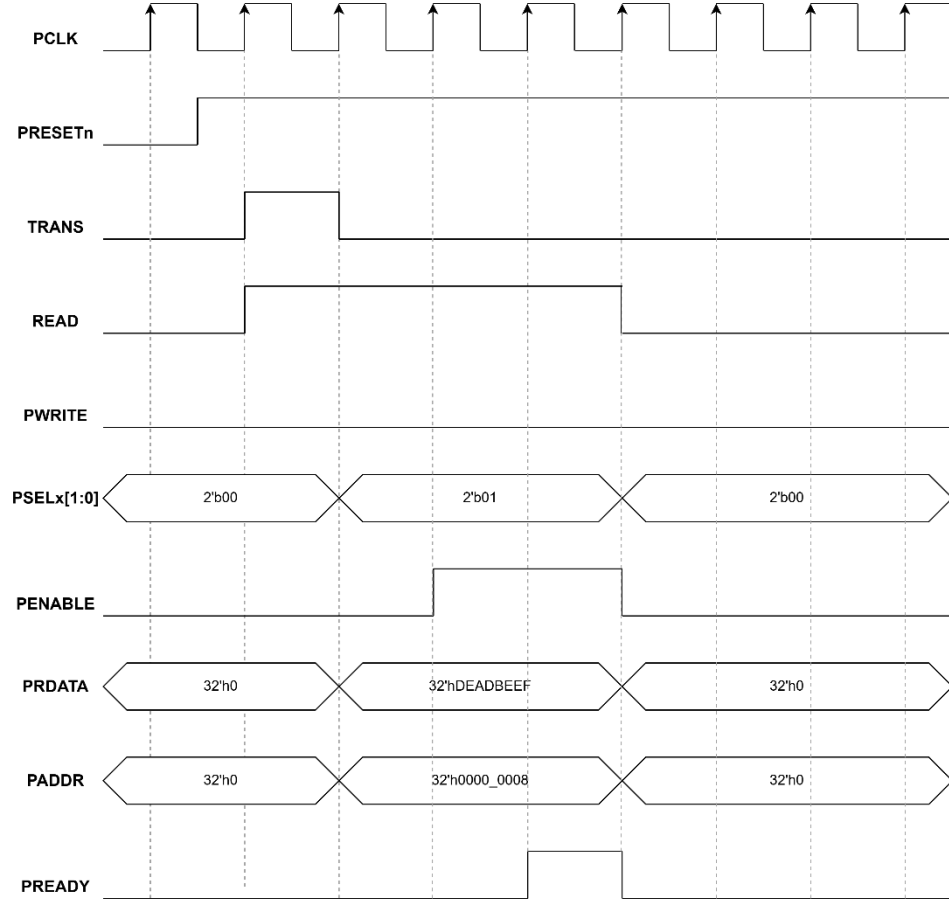 PCLK
PRESETn
TRANS
READ
PWRITE
PSELx[1:0] 2'b00 2'b01 2'b00
PENABLE
PRDATA 32'h0 32'hDEADBEEF 32'h0
PADDR 32'h0 32'h0000_0008 32'h0
PREADY